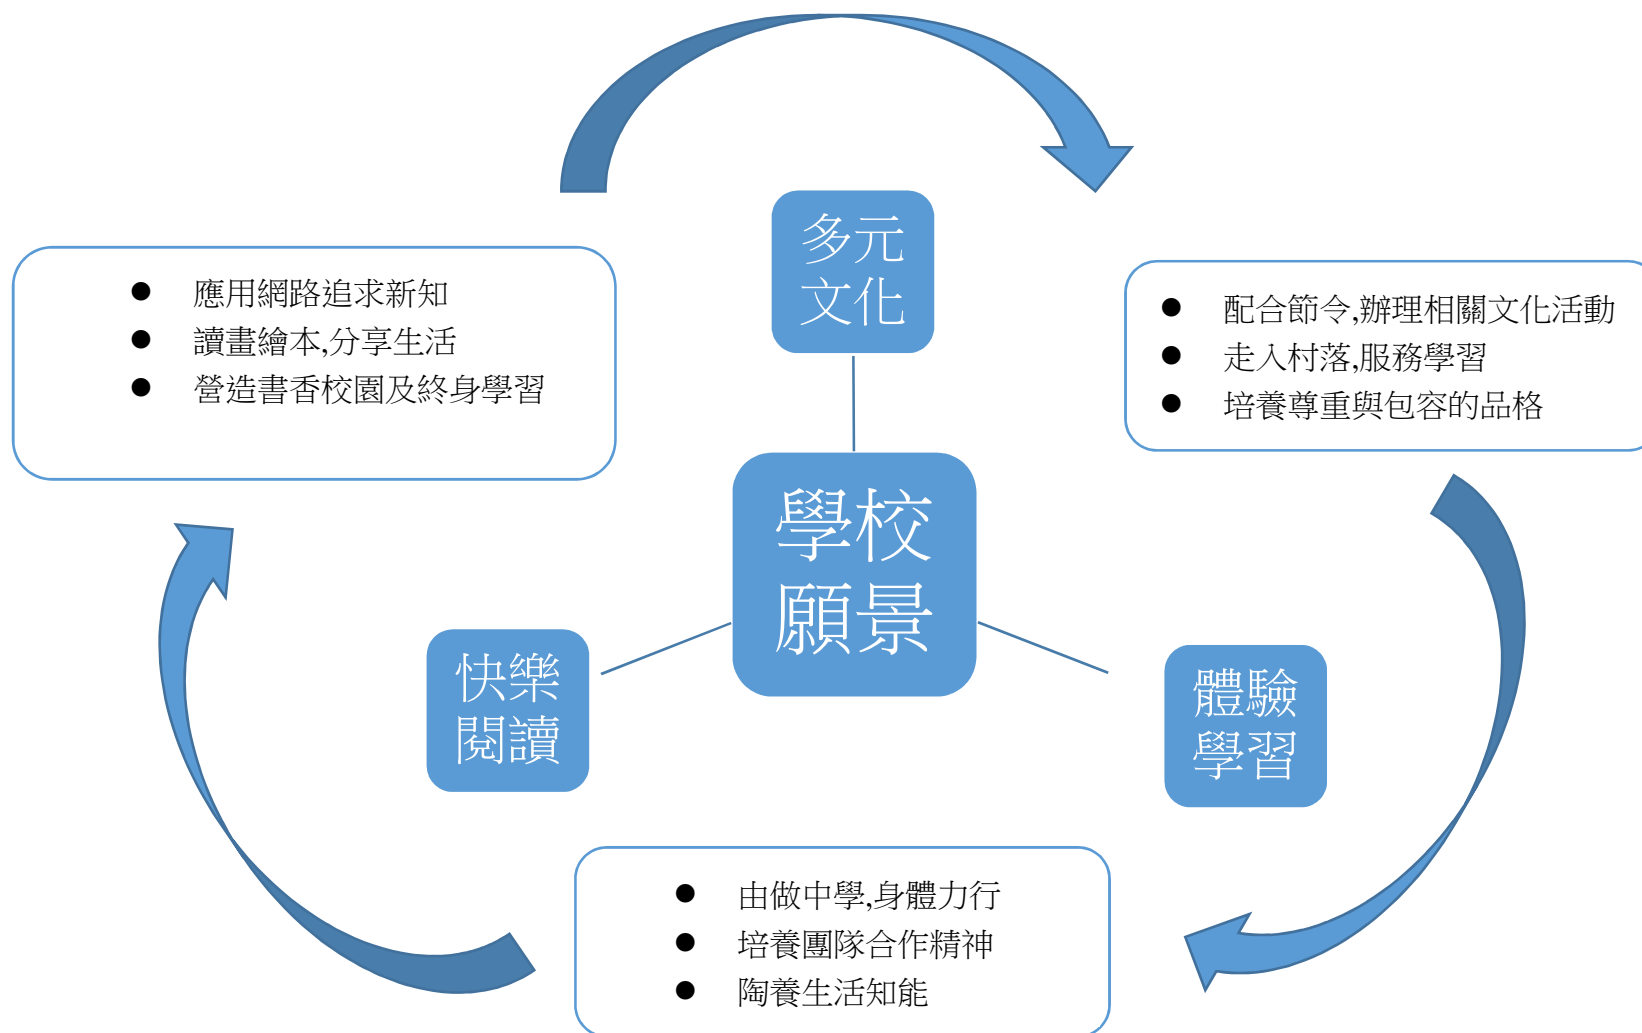 多元
文化
應用網路追求新知
讀畫繪本,分享生活
營造書香校園及終身學習
配合節令,辦理相關文化活動
走入村落,服務學習
培養尊重與包容的品格
學校
願景
快樂
閱讀
體驗
學習
由做中學,身體力行
培養團隊合作精神
陶養生活知能